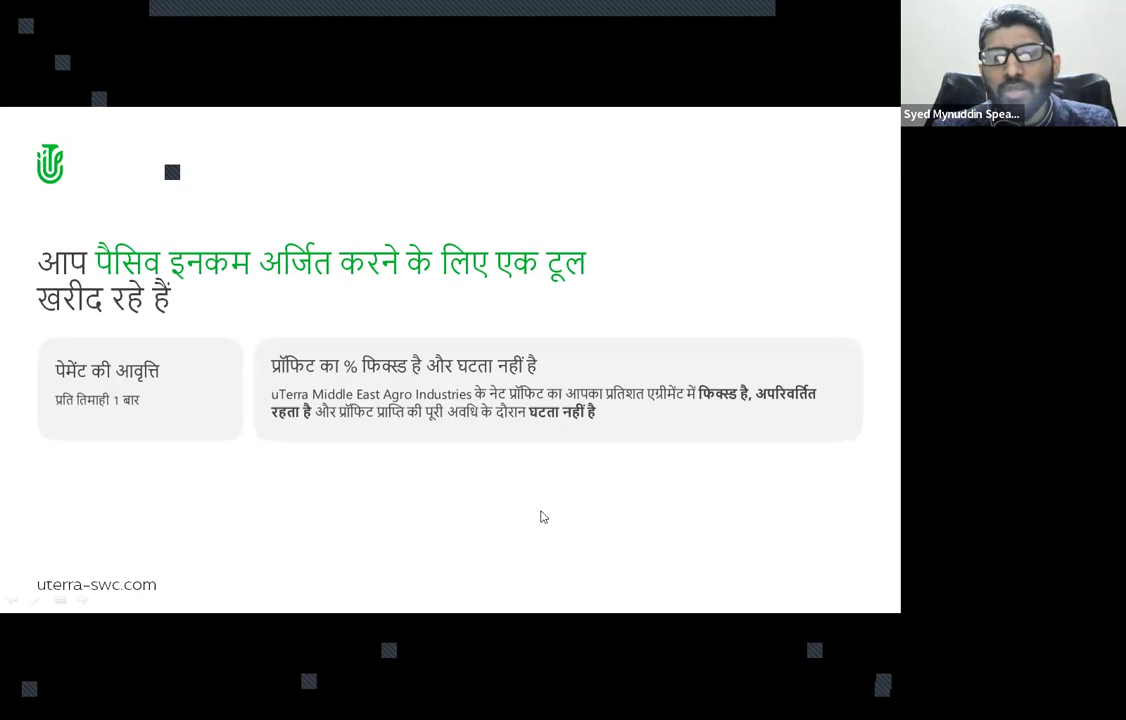 Syed Mynuddin Spea...
आप पैसिव इनकम अर्जित करने के लिए एक टूल
खरीद रहे हैं
पेमेंट की आवृत्ति
प्रति तिमाही 1 बार
प्रॉफिट का % फिक्स्ड है और घटता नहीं है
uTerra Middle East Agro Industries के नेट प्रॉफिट का आपका प्रतिशत एग्रीमेंट में फिक्स्ड है, अपरिवर्तित
रहता है और प्रॉफिट प्राप्ति की पूरी अवधि के दौरान घटता नहीं है
uterra-swc.com